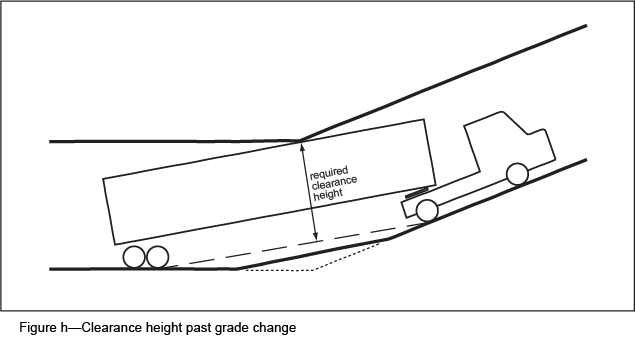 required
clearance
height
Figure h—Clearance height past grade change